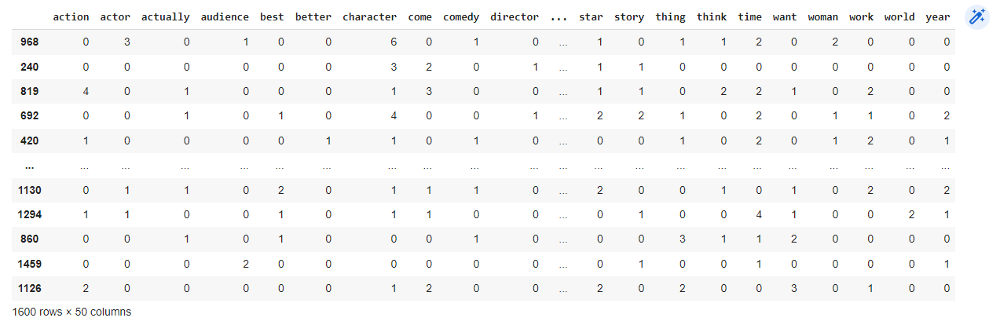 action actor actually audience best better character come comedy director ... star story thing think time want woman work world year
968 0 3 0 1 0 0 6 0 1 0 ... 1 0 1 1 2 0 2 0 0 0
240 0 0 0 0 0 0 3 2 0 1 ... 1 1 0 0 0 0 0 0 0 0
819 4 0 1 0 0 0 1 3 0 0 ... 1 1 0 2 2 1 0 2 0 0
692 0 0 1 0 1 0 4 0 0 1 ... 2 2 1 0 2 0 1 1 0 2
420 1 0 0 0 0 1 1 0 1 0 ... 0 0 1 0 2 0 1 2 0 1
... ... ... ... ... ... ... ... ... ... ... ... ... ... ... ... ... ... ... ... ... ...
1130 0 1 1 0 2 0 1 1 1 0 ... 2 0 0 1 0 1 0 2 0 2
1294 1 1 0 0 1 0 1 1 0 0 ... 0 1 0 0 4 1 0 0 2 1
860 0 0 1 0 1 0 0 0 1 0 ... 0 0 3 1 1 2 0 0 0 0
1459 0 0 0 2 0 0 0 0 0 0 ... 0 1 0 0 1 0 0 0 0 1
1126 2 0 0 0 0 0 1 2 0 0 ... 2 0 2 0 0 3 0 1 0 0
1600 rows × 50 columns